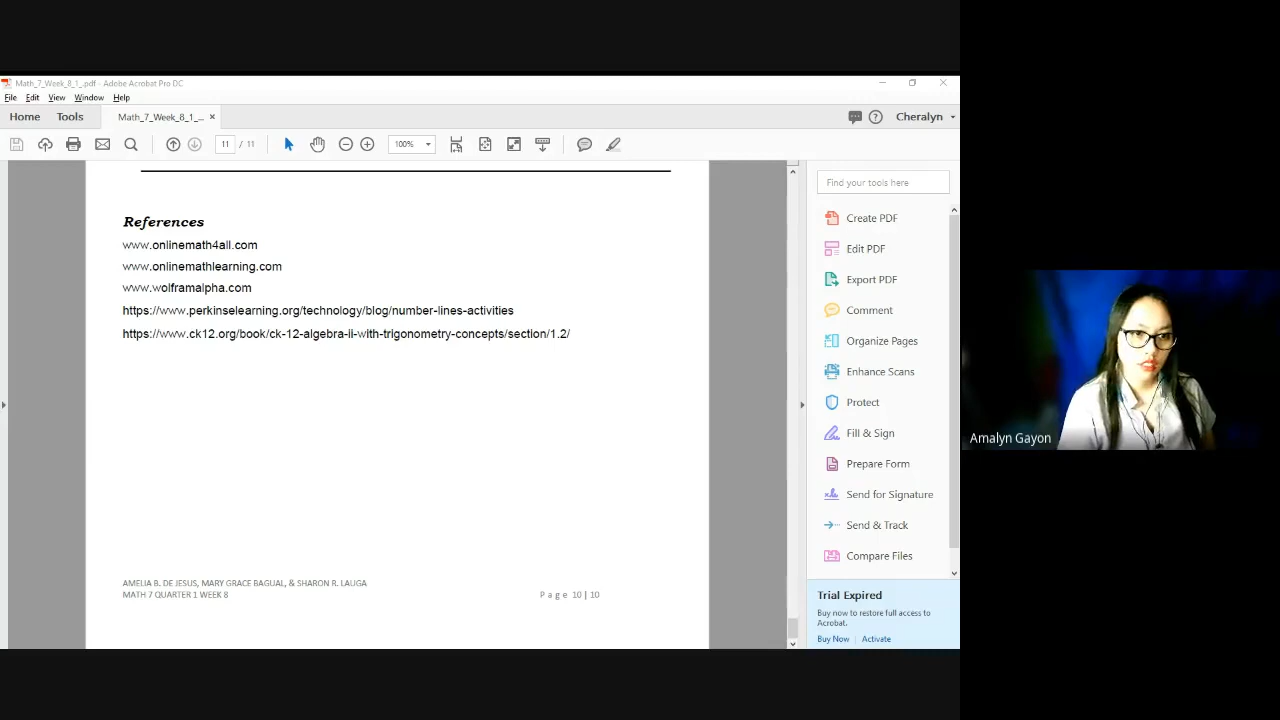 Math_7_Week_8_1_.pdf - Adobe Acrobat Pro DC
File Edit View Window Help
Home Tools Math_7_Week_8_1_... × Cheralyn
11 / 11 100%
References
www.onlinemath4all.com
www.onlinemathlearning.com
www.wolframalpha.com
https://www.perkinselearning.org/technology/blog/number-lines-activities
https://www.ck12.org/book/ck-12-algebra-ii-with-trigonometry-concepts/section/1.2/
AMELIA B. DE JESUS, MARY GRACE BAGUAL, & SHARON R. LAUGA
MATH 7 QUARTER 1 WEEK 8
Page 10 | 10
Find your tools here
Create PDF
Edit PDF
Export PDF
Comment
Organize Pages
Enhance Scans
Protect
Fill & Sign
Prepare Form
Send for Signature
Send & Track
Compare Files
Trial Expired
Buy now to restore full access to
Acrobat.
Buy Now Activate
Amalyn Gayon